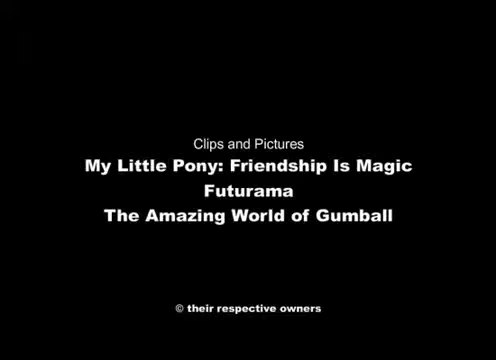 Clips and Pictures
My Little Pony: Friendship Is Magic
Futurama
The Amazing World of Gumball
© their respective owners